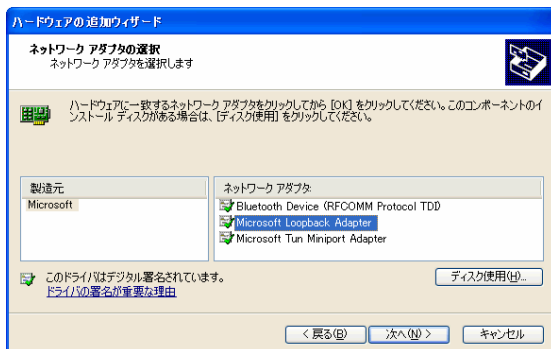 ハードウェアの追加ウィザード
ネットワーク アダプタの選択
ネットワーク アダプタを選択します
ハードウェアに一致するネットワーク アダプタをクリックしてから [OK] をクリックしてください。このコンポーネントのイ
ンストール ディスクがある場合は、[ディスク使用] をクリックしてください。
製造元
Microsoft
ネットワーク アダプタ:
Bluetooth Device (RFCOMM Protocol TDI)
Microsoft Loopback Adapter
Microsoft Tun Miniport Adapter
このドライバはデジタル署名されています。
ドライバの署名が重要な理由
ディスク使用(H)...
< 戻る(B)
次へ(N) >
キャンセル